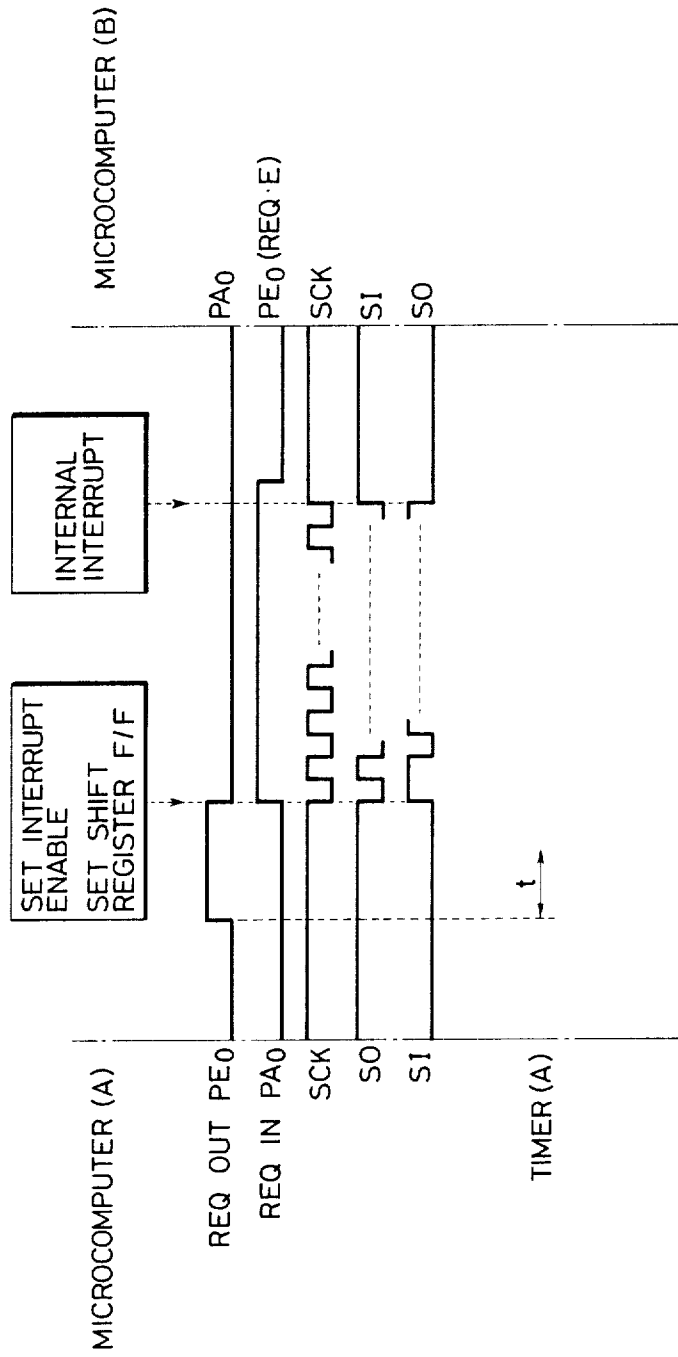 MICROCOMPUTER (A)
MICROCOMPUTER (B)
SET INTERRUPT
ENABLE
SET SHIFT
REGISTER F/F
INTERNAL
INTERRUPT
REQ OUT PE0
PA0
REQ IN PA0
PE0 (REQ·E)
SCK
SCK
SO
SI
SI
SO
TIMER (A)
t